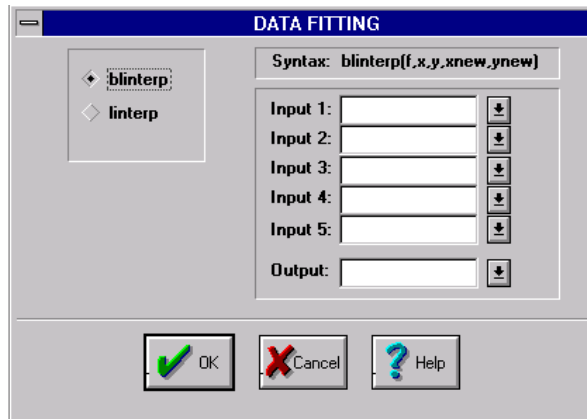 DATA FITTING
blinterp
linterp
Syntax: blinterp(f,x,y,xnew,ynew)
Input 1:
Input 2:
Input 3:
Input 4:
Input 5:
Output:
OK
Cancel
Help